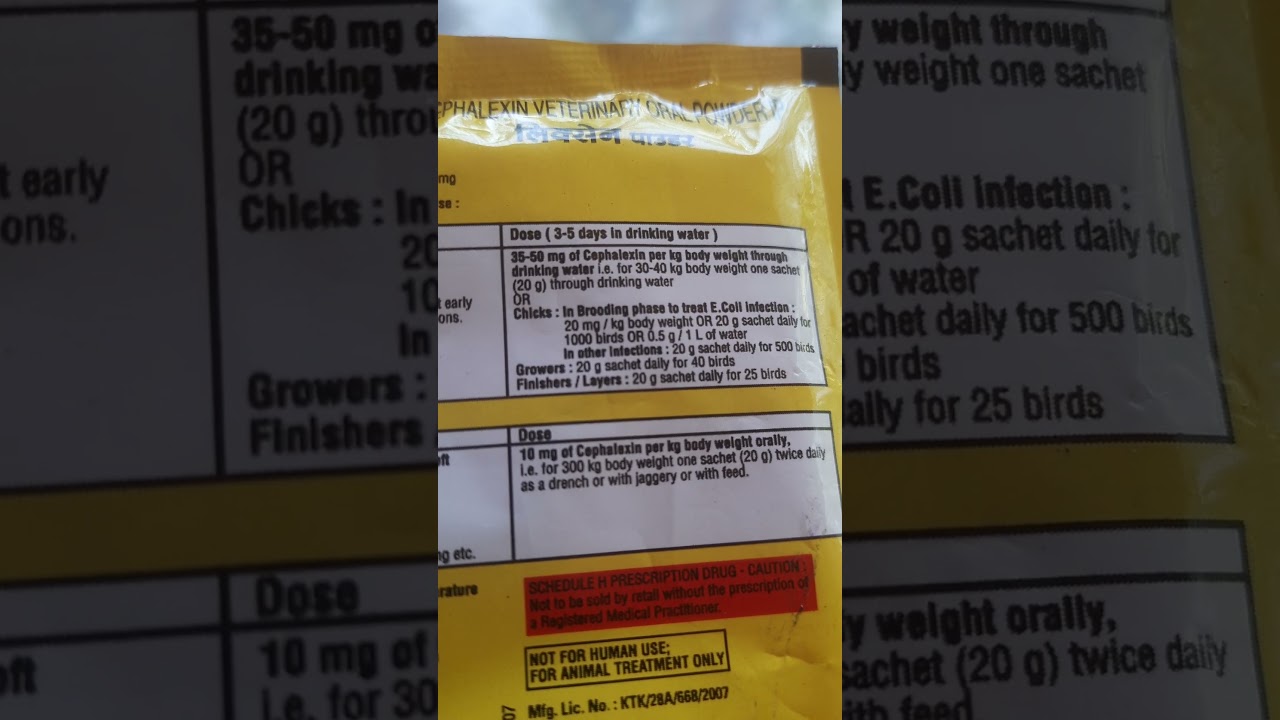 EPHALEXIN VETERINARY ORAL POWDER
लिक्सेन पाउडर
mg
se :
Dose ( 3-5 days in drinking water )
35-50 mg of Cephalexin per kg body weight through
drinking water i.e. for 30-40 kg body weight one sachet
(20 g) through drinking water
OR
t early
ons.
Chicks : In Brooding phase to treat E.Coli infection :
20 mg / kg body weight OR 20 g sachet daily for
1000 birds OR 0.5 g / 1 L of water
In other infections : 20 g sachet daily for 500 birds
Growers : 20 g sachet daily for 40 birds
Finishers / Layers : 20 g sachet daily for 25 birds
Dose
ft
10 mg of Cephalexin per kg body weight orally,
i.e. for 300 kg body weight one sachet (20 g) twice daily
as a drench or with jaggery or with feed.
g etc.
rature
SCHEDULE H PRESCRIPTION DRUG - CAUTION :
Not to be sold by retail without the prescription of
a Registered Medical Practitioner.
NOT FOR HUMAN USE;
FOR ANIMAL TREATMENT ONLY
07
Mfg. Lic. No. : KTK/28A/668/2007